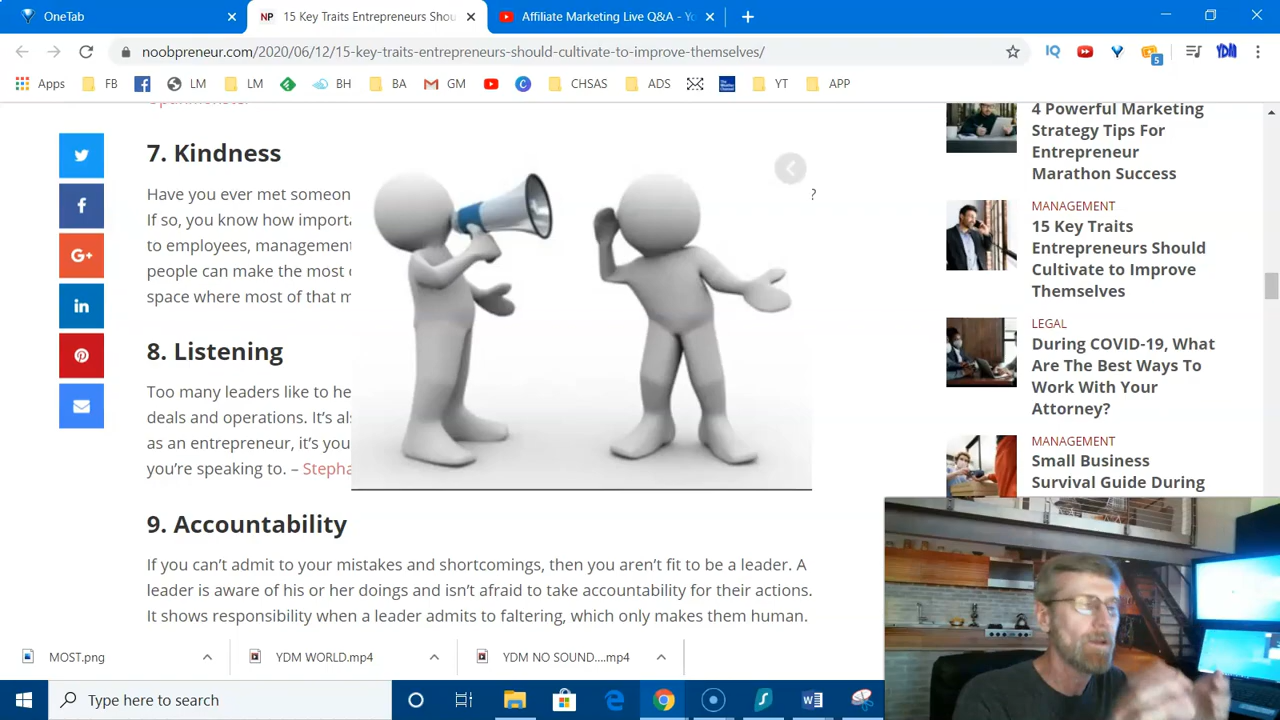 OneTab
15 Key Traits Entrepreneurs Shou
Affiliate Marketing Live Q&A - Yo
noobpreneur.com/2020/06/12/15-key-traits-entrepreneurs-should-cultivate-to-improve-themselves/
Apps
FB
LM
LM
BH
BA
GM
CHSAS
ADS
YT
APP
7. Kindness
Have you ever met someon
?
If so, you know how importa
to employees, management
people can make the most
space where most of that m
8. Listening
Too many leaders like to he
deals and operations. It's al
as an entrepreneur, it's you
you're speaking to. – Stepha
9. Accountability
If you can't admit to your mistakes and shortcomings, then you aren't fit to be a leader. A
leader is aware of his or her doings and isn't afraid to take accountability for their actions.
It shows responsibility when a leader admits to faltering, which only makes them human.
4 Powerful Marketing
Strategy Tips For
Entrepreneur
Marathon Success
MANAGEMENT
15 Key Traits
Entrepreneurs Should
Cultivate to Improve
Themselves
LEGAL
During COVID-19, What
Are The Best Ways To
Work With Your
Attorney?
MANAGEMENT
Small Business
Survival Guide During
MOST.png
YDM WORLD.mp4
YDM NO SOUND....mp4
Type here to search